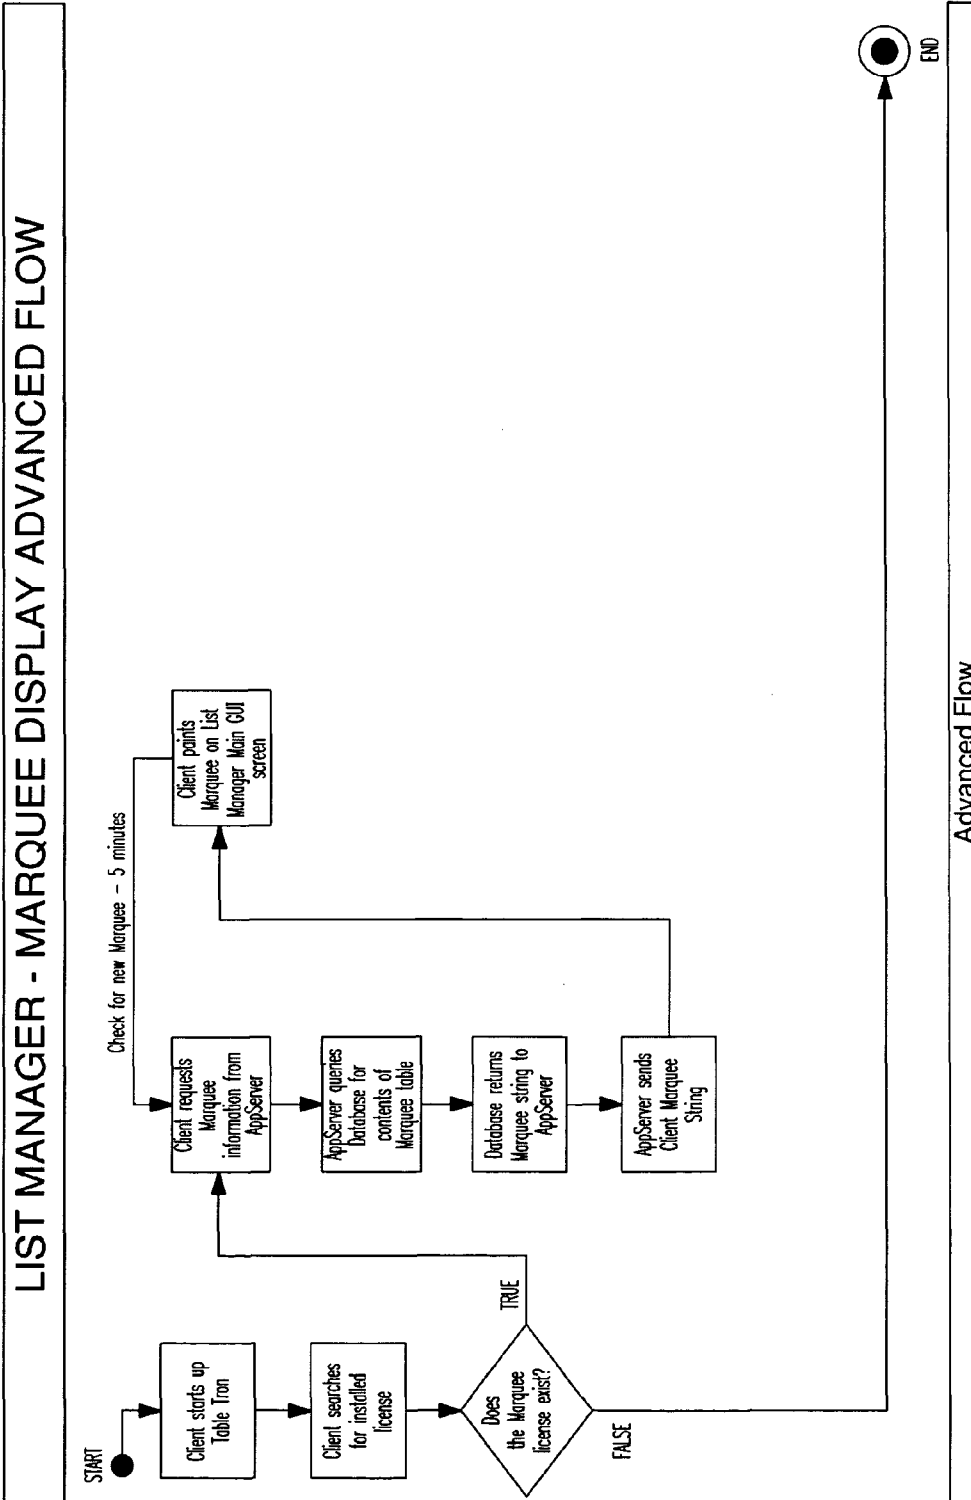 LIST MANAGER - MARQUEE DISPLAY ADVANCED FLOW
START
Client starts up
Table Tron
Client searches
for installed
license
Does
the Marquee
license exist?
TRUE
FALSE
Client requests
Marquee
information from
AppServer
AppServer queries
Database for
contents of
Marquee table
Database returns
Marquee string to
AppServer
AppServer sends
Client Marquee
String
Check for new Marquee - 5 minutes
Client paints
Marquee on List
Manager Main GUI
screen
END
Advanced Flow